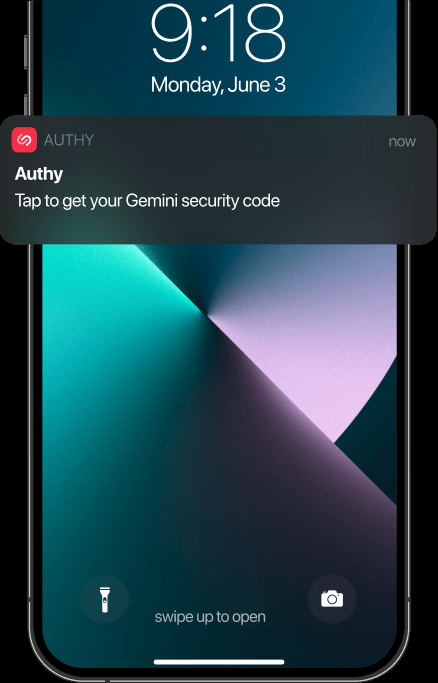 9:18
Monday, June 3
AUTHY
now
Authy
Tap to get your Gemini security code
swipe up to open